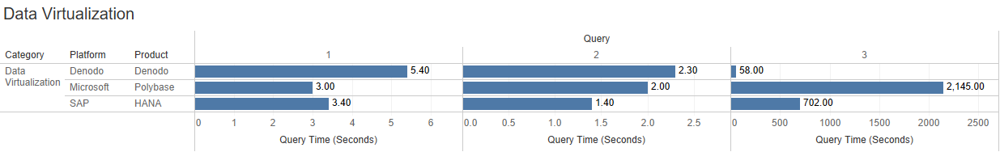 Data Virtualization
Query
Category Platform Product 1 2 3
Data Virtualization Denodo Denodo 5.40 2.30 58.00
Microsoft Polybase 3.00 2.00 2,145.00
SAP HANA 3.40 1.40 702.00
0 1 2 3 4 5 6 0.0 0.5 1.0 1.5 2.0 2.5 0 500 1000 1500 2000 2500
Query Time (Seconds) Query Time (Seconds) Query Time (Seconds)